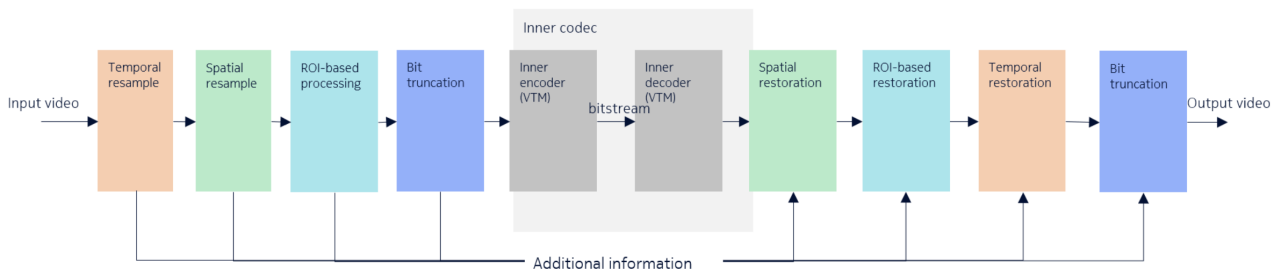 Inner codec
Input video
Temporal
resample
Spatial
resample
ROI-based
processing
Bit
truncation
Inner
encoder
(VTM)
bitstream
Inner
decoder
(VTM)
Spatial
restoration
ROI-based
restoration
Temporal
restoration
Bit
truncation
Output video
Additional information